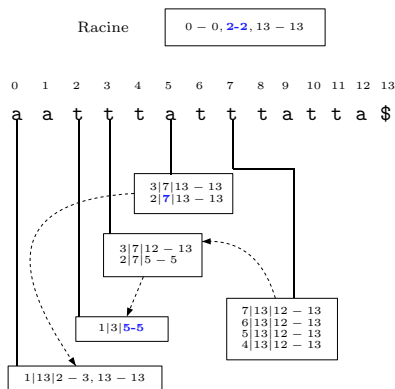 Racine 0 − 0, 2-2, 13 − 13
0 1 2 3 4 5 6 7 8 9 10 11 12 13
a a t t t a t t t a t t a $
3|7|13 − 13
2|7|13 − 13
3|7|12 − 13
2|7|5 − 5
7|13|12 − 13
6|13|12 − 13
5|13|12 − 13
4|13|12 − 13
1|3|5-5
1|13|2 − 3, 13 − 13